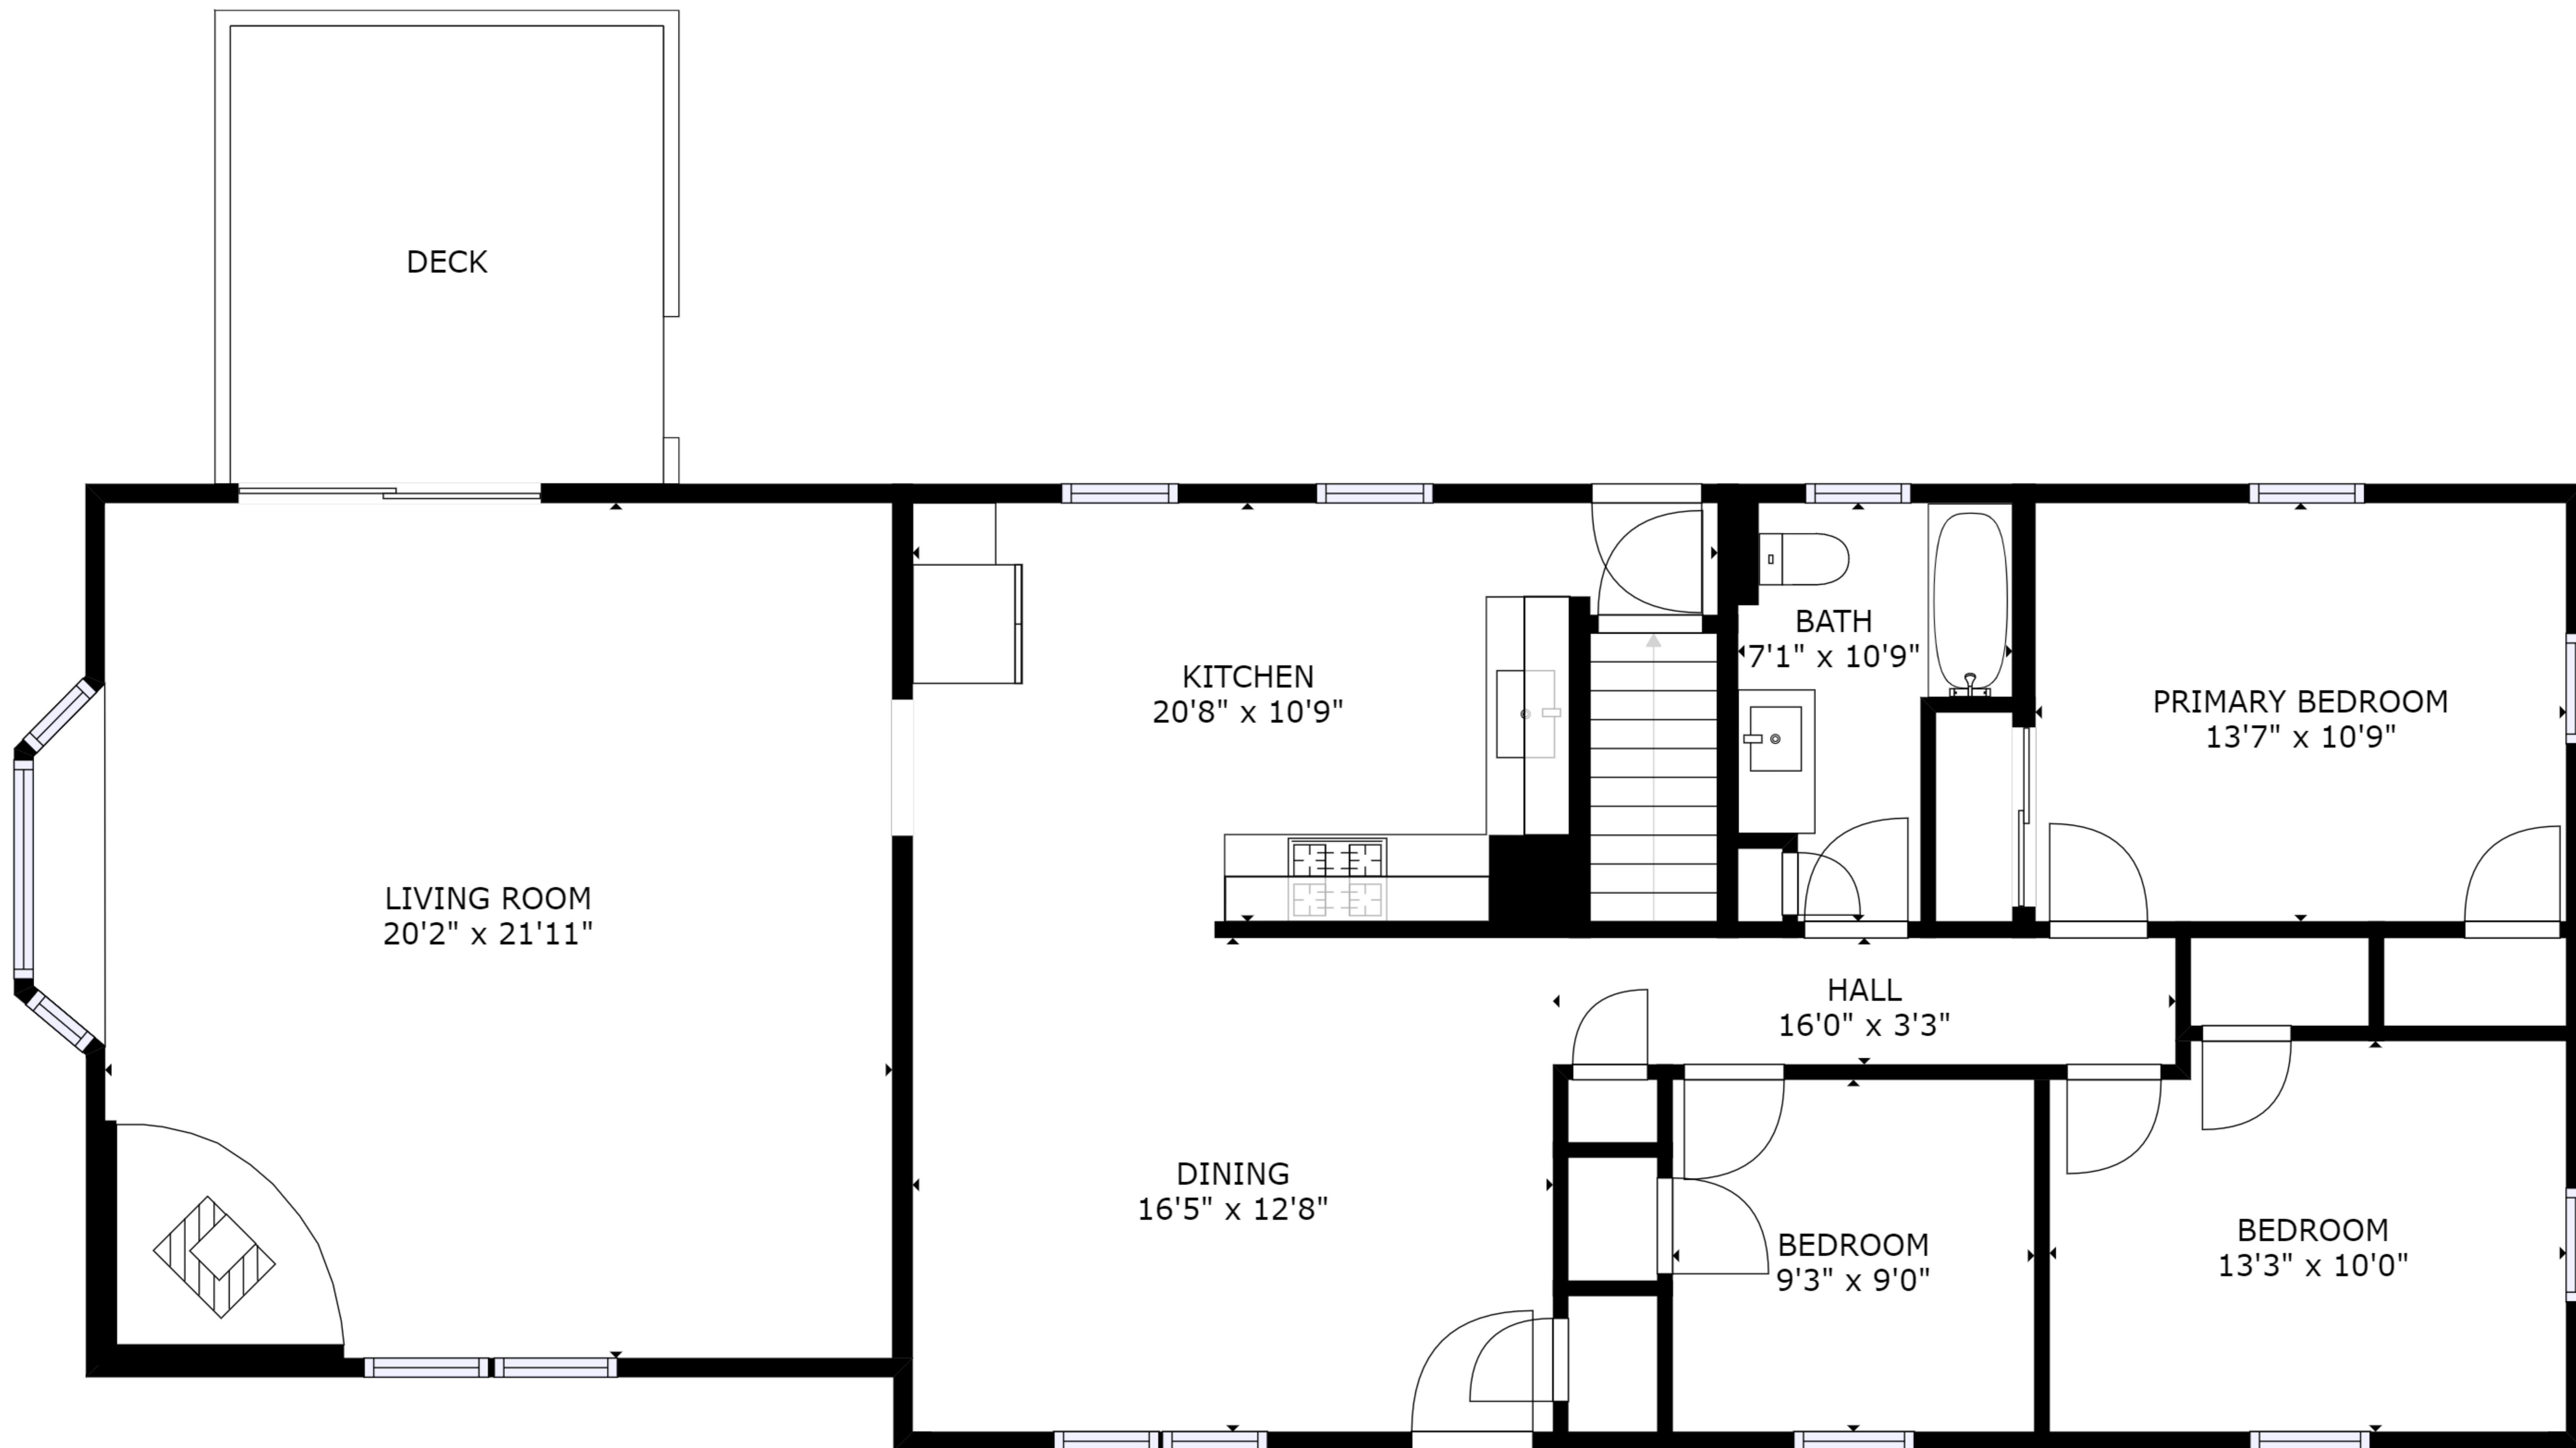 DECK
KITCHEN
20'8" x 10'9"
BATH
7'1" x 10'9"
PRIMARY BEDROOM
13'7" x 10'9"
LIVING ROOM
20'2" x 21'11"
HALL
16'0" x 3'3"
DINING
16'5" x 12'8"
BEDROOM
9'3" x 9'0"
BEDROOM
13'3" x 10'0"